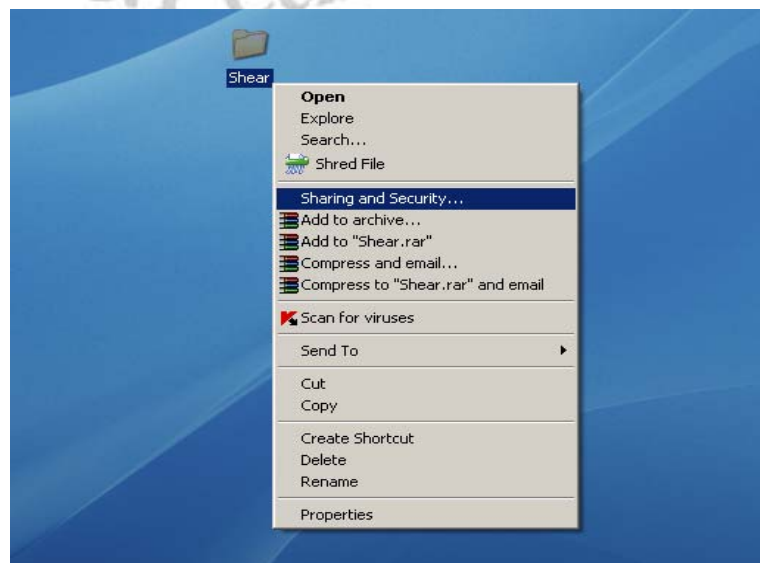 Shear
Open
Explore
Search...
Shred File
Sharing and Security...
Add to archive...
Add to "Shear.rar"
Compress and email...
Compress to "Shear.rar" and email
Scan for viruses
Send To
Cut
Copy
Create Shortcut
Delete
Rename
Properties